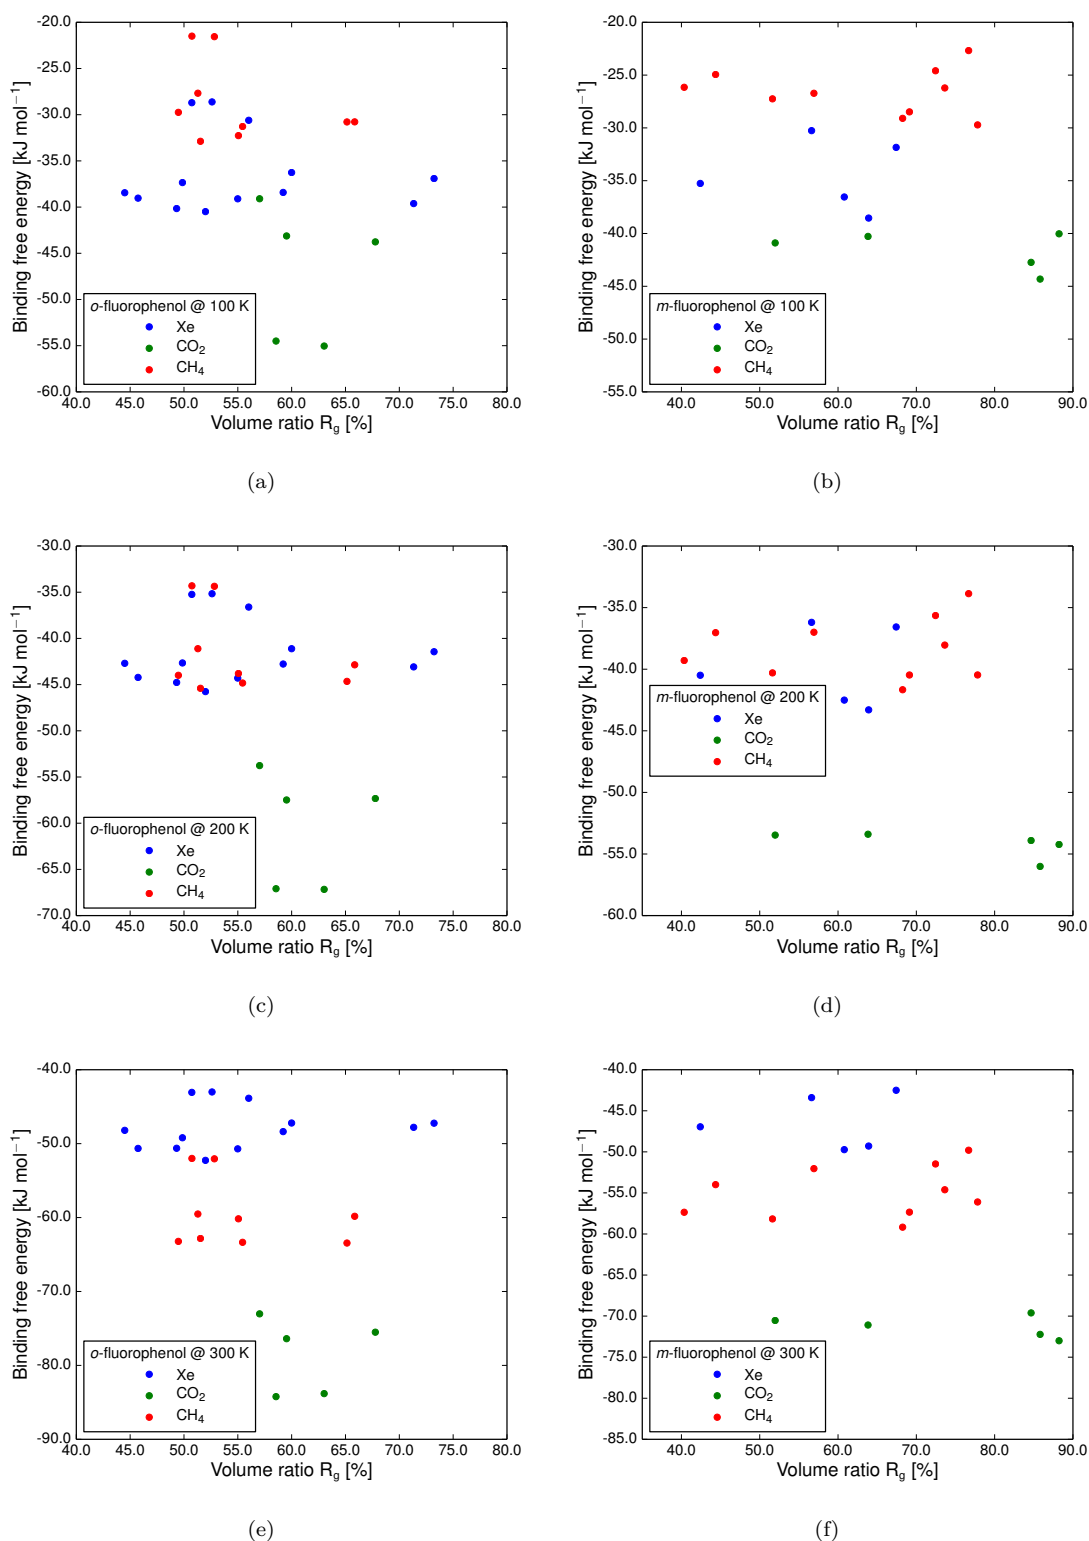 -20.0
-25.0
-30.0
-35.0
-40.0
-45.0
-50.0
-55.0
-60.0
Binding free energy [kJ mol⁻¹]
o-fluorophenol @ 100 K
Xe
CO₂
CH₄
40.0 45.0 50.0 55.0 60.0 65.0 70.0 75.0 80.0
Volume ratio R_g [%]
(a)
-20.0
-25.0
-30.0
-35.0
-40.0
-45.0
-50.0
-55.0
Binding free energy [kJ mol⁻¹]
m-fluorophenol @ 100 K
Xe
CO₂
CH₄
40.0 50.0 60.0 70.0 80.0 90.0
Volume ratio R_g [%]
(b)
-30.0
-35.0
-40.0
-45.0
-50.0
-55.0
-60.0
-65.0
-70.0
Binding free energy [kJ mol⁻¹]
o-fluorophenol @ 200 K
Xe
CO₂
CH₄
40.0 45.0 50.0 55.0 60.0 65.0 70.0 75.0 80.0
Volume ratio R_g [%]
(c)
-30.0
-35.0
-40.0
-45.0
-50.0
-55.0
-60.0
Binding free energy [kJ mol⁻¹]
m-fluorophenol @ 200 K
Xe
CO₂
CH₄
40.0 50.0 60.0 70.0 80.0 90.0
Volume ratio R_g [%]
(d)
-40.0
-50.0
-60.0
-70.0
-80.0
-90.0
Binding free energy [kJ mol⁻¹]
o-fluorophenol @ 300 K
Xe
CO₂
CH₄
40.0 45.0 50.0 55.0 60.0 65.0 70.0 75.0 80.0
Volume ratio R_g [%]
(e)
-40.0
-45.0
-50.0
-55.0
-60.0
-65.0
-70.0
-75.0
-80.0
-85.0
Binding free energy [kJ mol⁻¹]
m-fluorophenol @ 300 K
Xe
CO₂
CH₄
40.0 50.0 60.0 70.0 80.0 90.0
Volume ratio R_g [%]
(f)